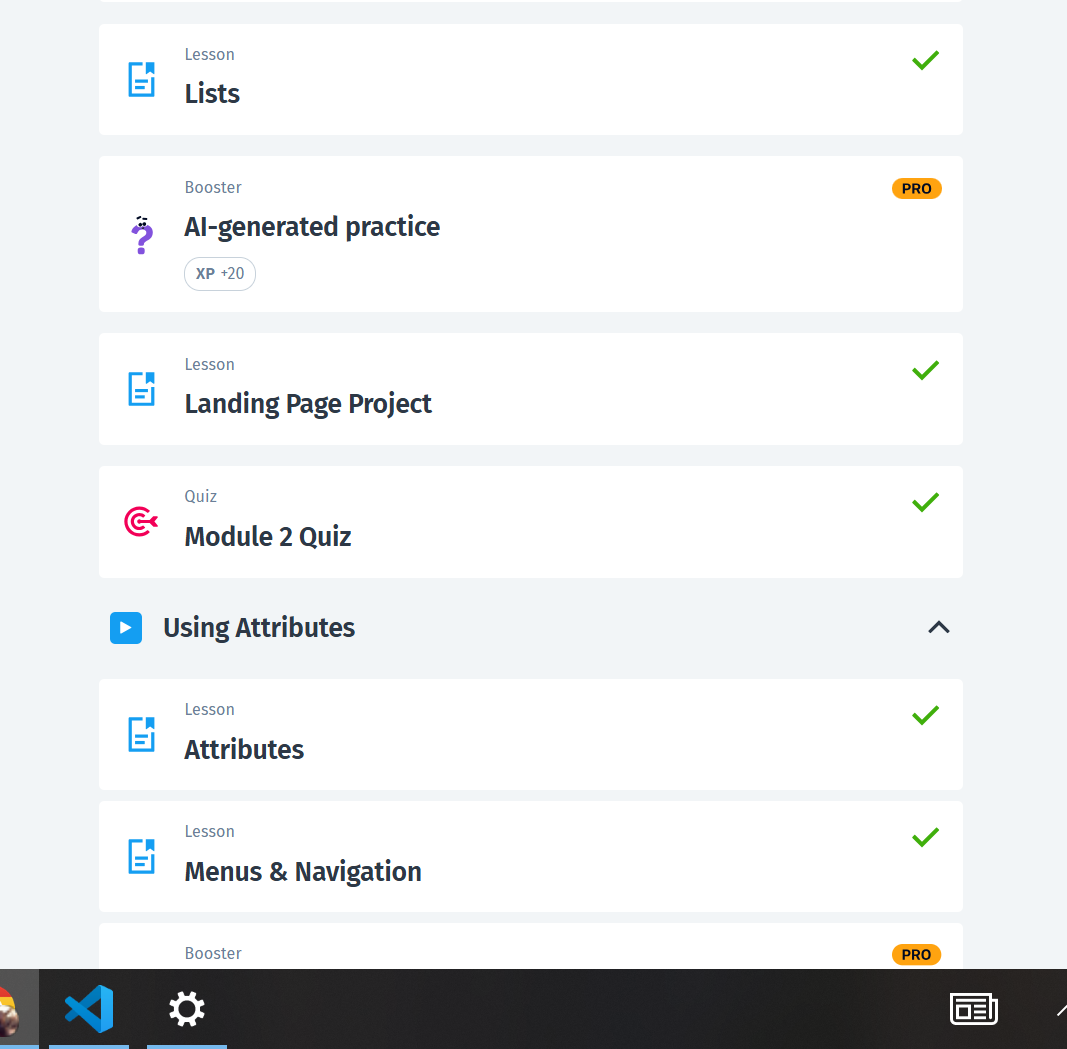 Lesson
Lists
Booster
PRO
AI-generated practice
XP +20
Lesson
Landing Page Project
Quiz
Module 2 Quiz
Using Attributes
Lesson
Attributes
Lesson
Menus & Navigation
Booster
PRO